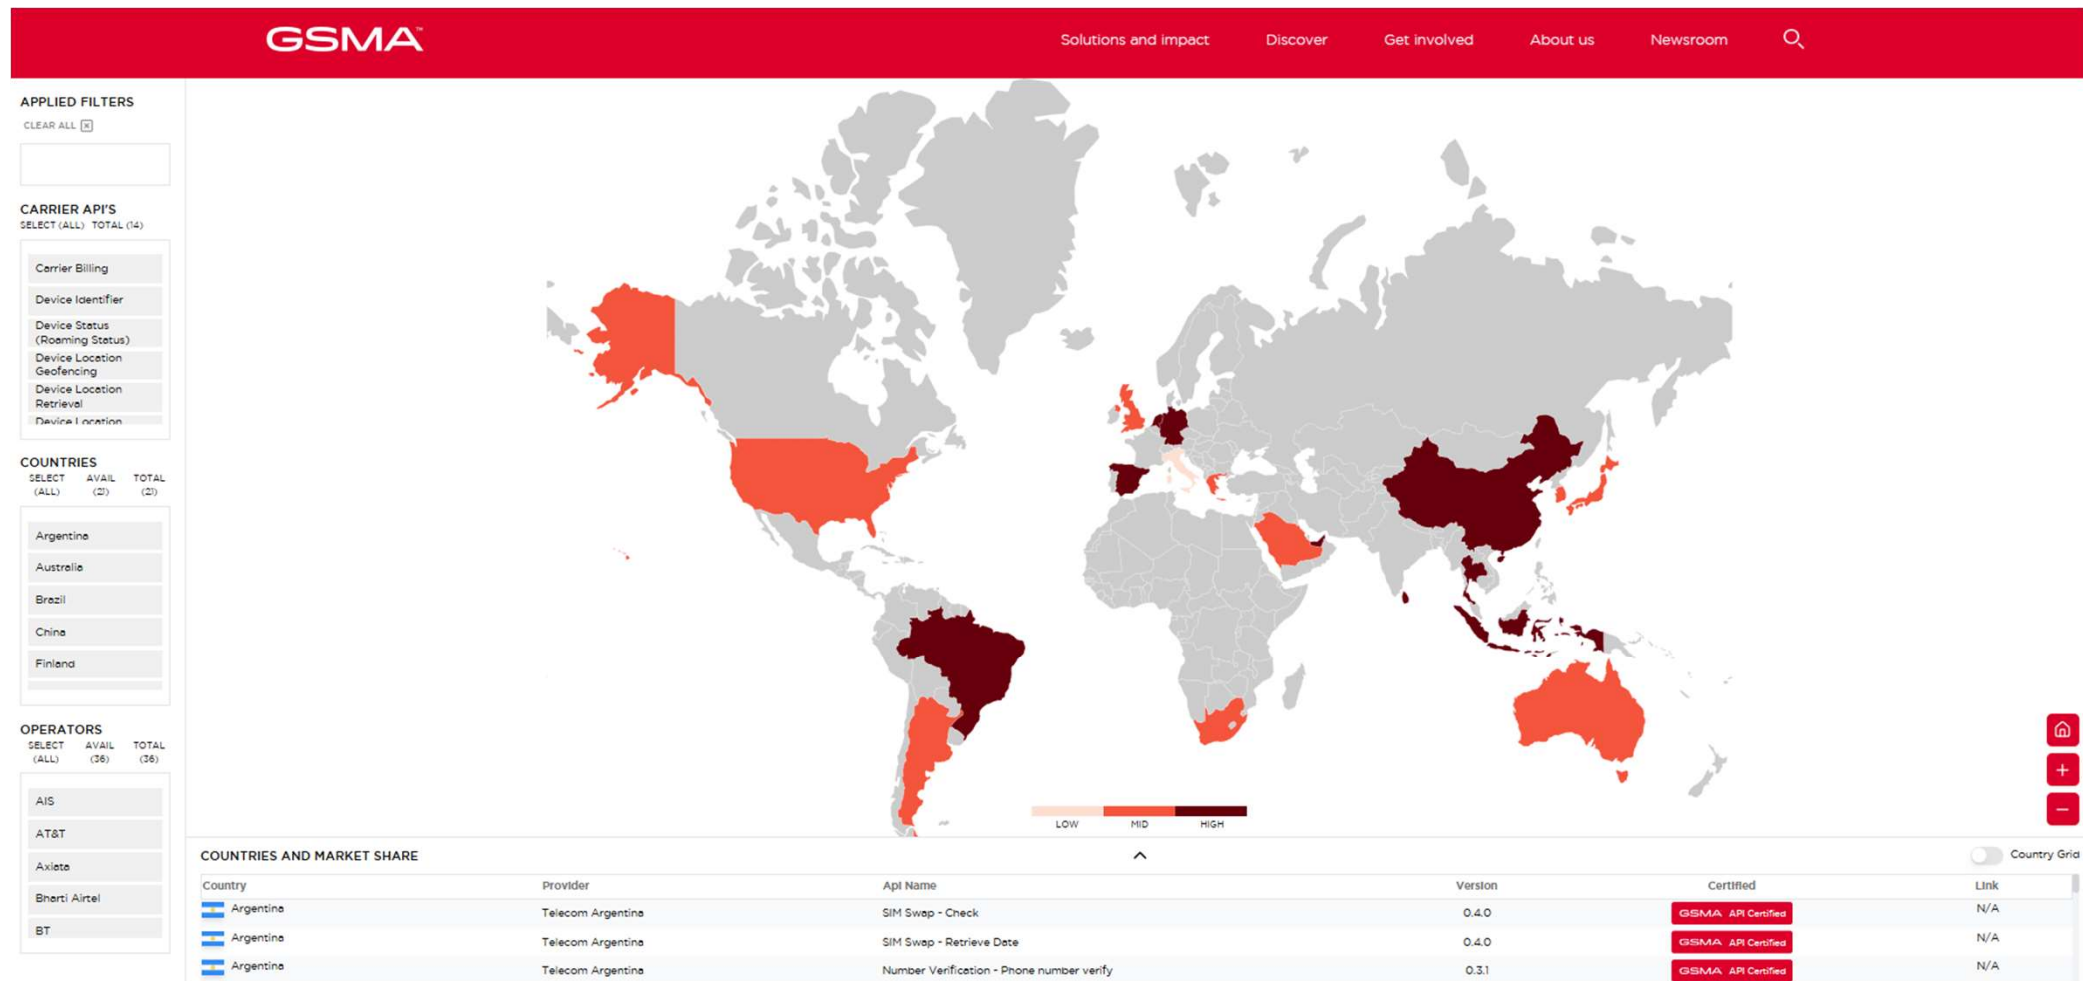 GSMA™
Solutions and impact Discover Get involved About us Newsroom
APPLIED FILTERS
CLEAR ALL
CARRIER API'S
SELECT (ALL) TOTAL (14)
Carrier Billing
Device Identifier
Device Status
(Roaming Status)
Device Location
Geofencing
Device Location
Retrieval
Device Location
COUNTRIES
SELECT AVAIL TOTAL
(ALL) (21) (21)
Argentina
Australia
Brazil
China
Finland
OPERATORS
SELECT AVAIL TOTAL
(ALL) (36) (36)
AIS
AT&T
Axiata
Bharti Airtel
BT
LOW MID HIGH
COUNTRIES AND MARKET SHARE
Country Grid
Country Provider Api Name Version Certified Link
Argentina Telecom Argentina SIM Swap - Check 0.4.0 GSMA API Certified N/A
Argentina Telecom Argentina SIM Swap - Retrieve Date 0.4.0 GSMA API Certified N/A
Argentina Telecom Argentina Number Verification - Phone number verify 0.3.1 GSMA API Certified N/A